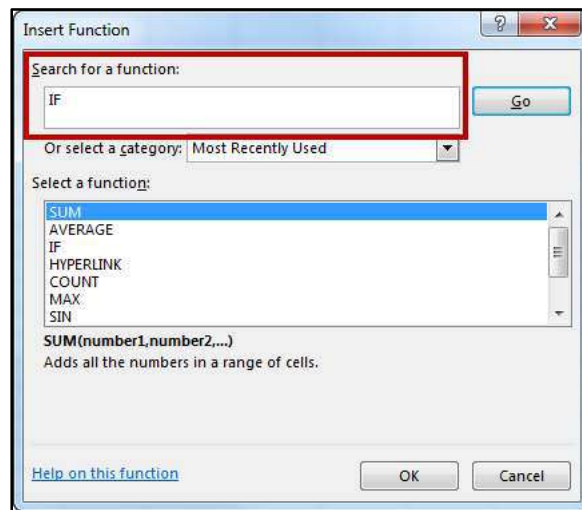 Insert Function
?
X
Search for a function:
IF
Go
Or select a category: Most Recently Used
Select a function:
SUM
AVERAGE
IF
HYPERLINK
COUNT
MAX
SIN
SUM(number1,number2,...)
Adds all the numbers in a range of cells.
Help on this function
OK
Cancel